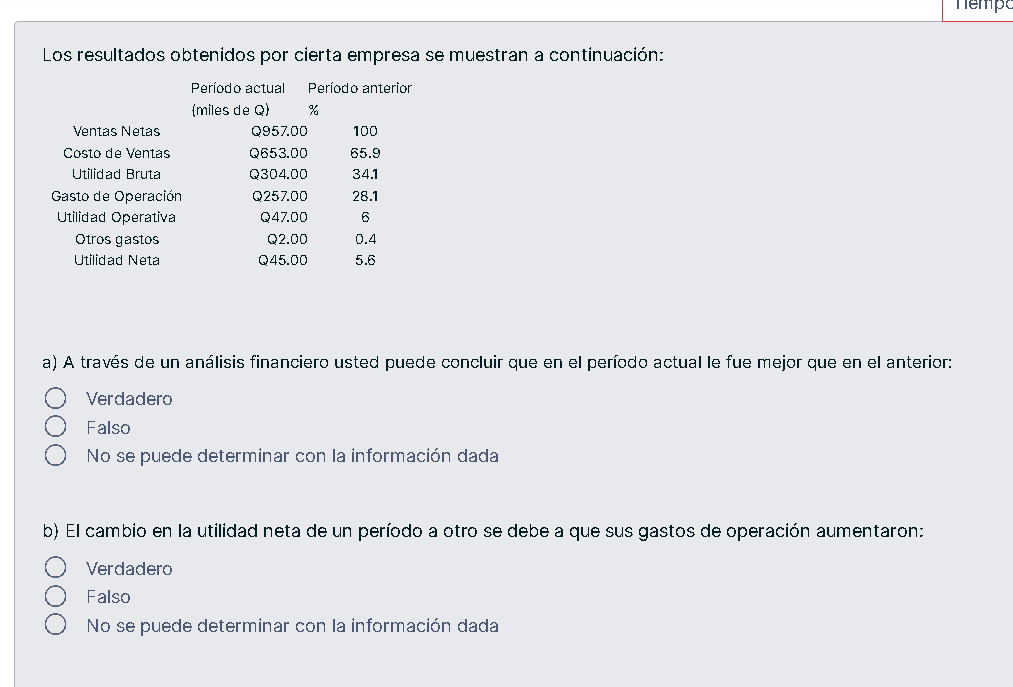 Tiempo
Los resultados obtenidos por cierta empresa se muestran a continuación:
Período actual Período anterior
(miles de Q) %
Ventas Netas Q957.00 100
Costo de Ventas Q653.00 65.9
Utilidad Bruta Q304.00 34.1
Gasto de Operación Q257.00 28.1
Utilidad Operativa Q47.00 6
Otros gastos Q2.00 0.4
Utilidad Neta Q45.00 5.6
a) A través de un análisis financiero usted puede concluir que en el período actual le fue mejor que en el anterior:
Verdadero
Falso
No se puede determinar con la información dada
b) El cambio en la utilidad neta de un período a otro se debe a que sus gastos de operación aumentaron:
Verdadero
Falso
No se puede determinar con la información dada